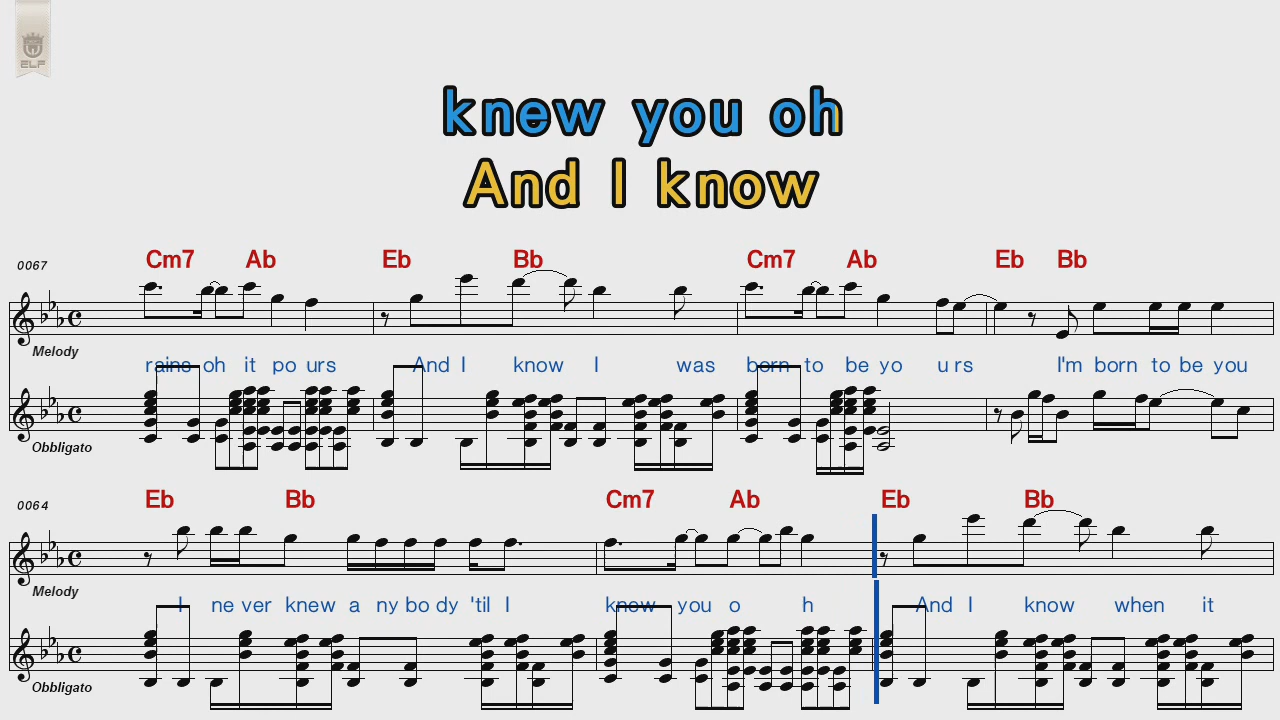 ELF
knew you oh
And I know
0067
Cm7 Ab Eb Bb Cm7 Ab Eb Bb
Melody
rains oh it po urs And I know I was born to be yo u rs I'm born to be you
Obbligato
0064
Eb Bb Cm7 Ab Eb Bb
Melody
I ne ver knew a ny bo dy 'til I knew you o h And I know when it
Obbligato